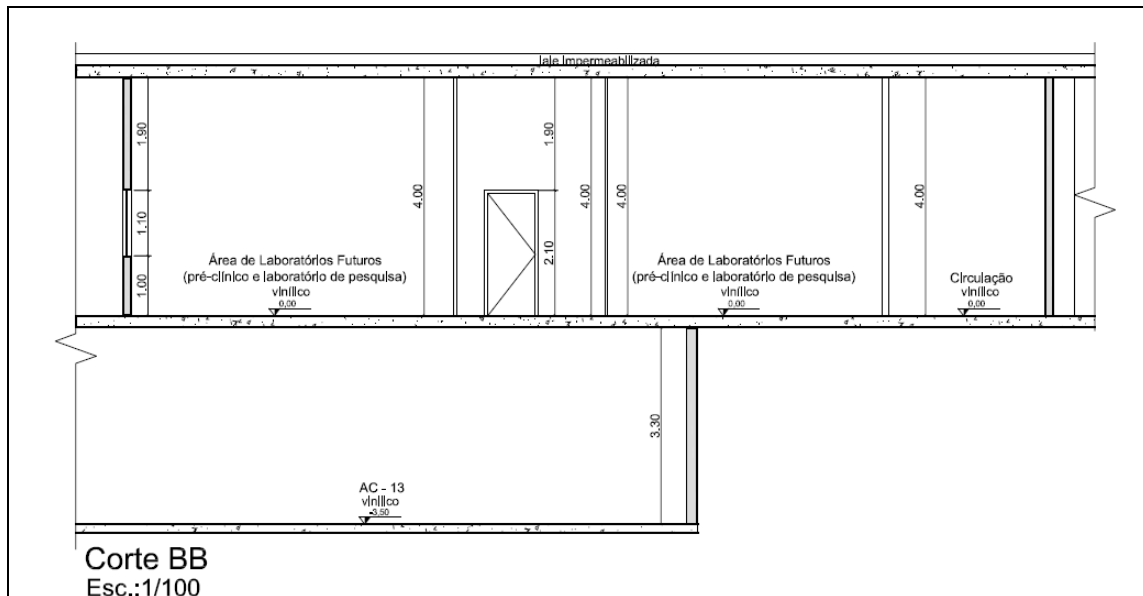 laje impermeabilizada
1.90
1.10
1.00
4.00
1.90
2.10
4.00
4.00
4.00
Área de Laboratórios Futuros
(pré-clínico e laboratório de pesquisa)
vinílico
0,00
Área de Laboratórios Futuros
(pré-clínico e laboratório de pesquisa)
vinílico
0,00
Circulação
vinílico
0,00
3.30
AC - 13
vinílico
-3,50
Corte BB
Esc.:1/100